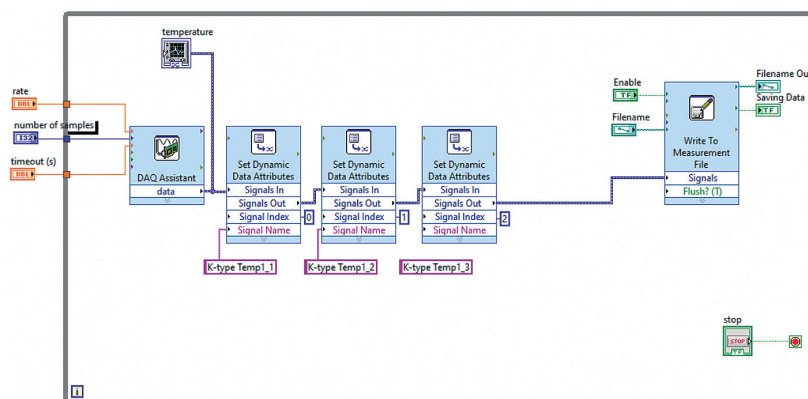 temperature
rate
DBL
number of samples
I32
timeout (s)
DBL
DAQ Assistant
data
Set Dynamic
Data Attributes
Signals In
Signals Out
Signal Index
Signal Name
0
K-type Temp1_1
Set Dynamic
Data Attributes
Signals In
Signals Out
Signal Index
Signal Name
1
K-type Temp1_2
Set Dynamic
Data Attributes
Signals In
Signals Out
Signal Index
Signal Name
2
K-type Temp1_3
Enable
TF
Filename
Write To
Measurement
File
Signals
Flush? (T)
Filename Ou
Saving Data
TF
stop
STOP
TF
i